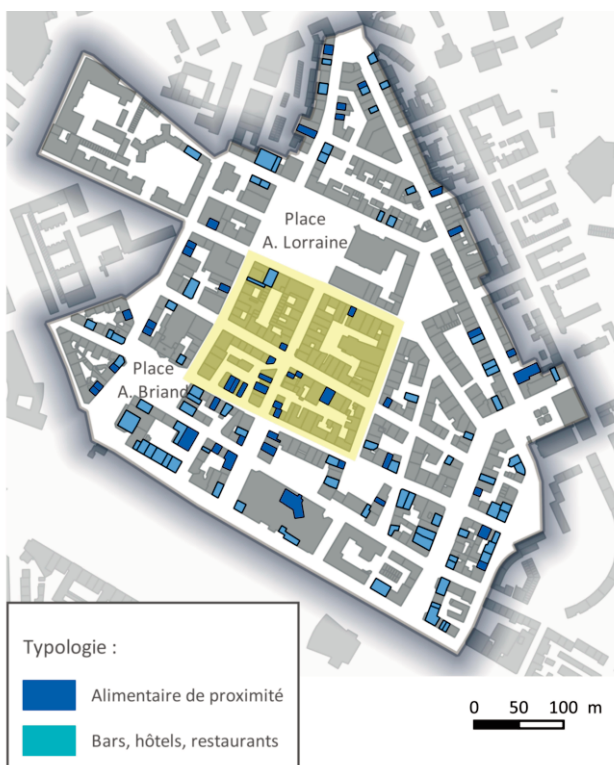 Place
A. Lorraine
Place
A. Briand
Typologie :
Alimentaire de proximité
Bars, hôtels, restaurants
0 50 100 m